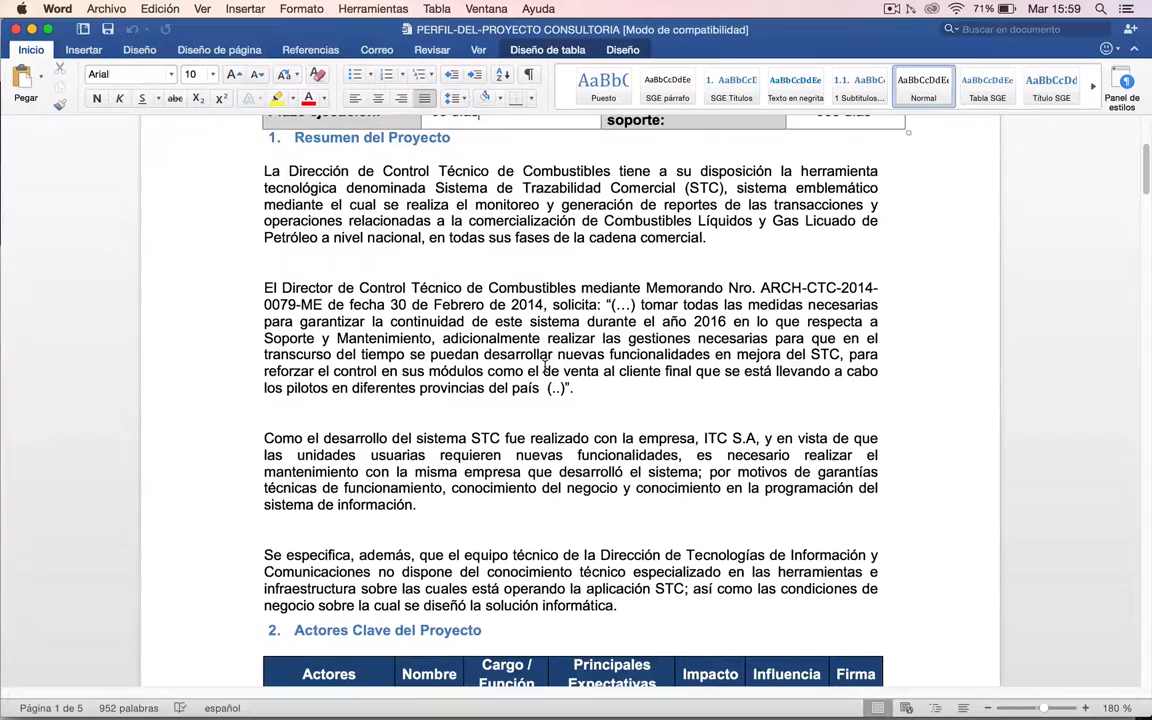 Word Archivo Edición Ver Insertar Formato Herramientas Tabla Ventana Ayuda 71% Mar 15:59
PERFIL-DEL-PROYECTO CONSULTORIA [Modo de compatibilidad]
Buscar en documento
Inicio Insertar Diseño Diseño de página Referencias Correo Revisar Ver Diseño de tabla Diseño
Pegar
Arial 10
N K S abc X2 X2 A A
AaBbC AaBbCcDdEe 1. AaBbCcD AaBbCcDdEe 1.1. AaBbC AaBbCcDdEe AaBbCcDdEe AaBbCcDd
Puesto SGE párrafo SGE Titulos Texto en negrita 1 Subtitulos... Normal Tabla SGE Título SGE
Panel de
estilos
soporte:
1. Resumen del Proyecto
La Dirección de Control Técnico de Combustibles tiene a su disposición la herramienta
tecnológica denominada Sistema de Trazabilidad Comercial (STC), sistema emblemático
mediante el cual se realiza el monitoreo y generación de reportes de las transacciones y
operaciones relacionadas a la comercialización de Combustibles Líquidos y Gas Licuado de
Petróleo a nivel nacional, en todas sus fases de la cadena comercial.
El Director de Control Técnico de Combustibles mediante Memorando Nro. ARCH-CTC-2014-
0079-ME de fecha 30 de Febrero de 2014, solicita: “(…) tomar todas las medidas necesarias
para garantizar la continuidad de este sistema durante el año 2016 en lo que respecta a
Soporte y Mantenimiento, adicionalmente realizar las gestiones necesarias para que en el
transcurso del tiempo se puedan desarrollar nuevas funcionalidades en mejora del STC, para
reforzar el control en sus módulos como el de venta al cliente final que se está llevando a cabo
los pilotos en diferentes provincias del país (..)”.
Como el desarrollo del sistema STC fue realizado con la empresa, ITC S.A, y en vista de que
las unidades usuarias requieren nuevas funcionalidades, es necesario realizar el
mantenimiento con la misma empresa que desarrolló el sistema; por motivos de garantías
técnicas de funcionamiento, conocimiento del negocio y conocimiento en la programación del
sistema de información.
Se especifica, además, que el equipo técnico de la Dirección de Tecnologías de Información y
Comunicaciones no dispone del conocimiento técnico especializado en las herramientas e
infraestructura sobre las cuales está operando la aplicación STC; así como las condiciones de
negocio sobre la cual se diseñó la solución informática.
2. Actores Clave del Proyecto
Actores Nombre Cargo / Función Principales Expectativas Impacto Influencia Firma
Página 1 de 5 952 palabras español 180 %